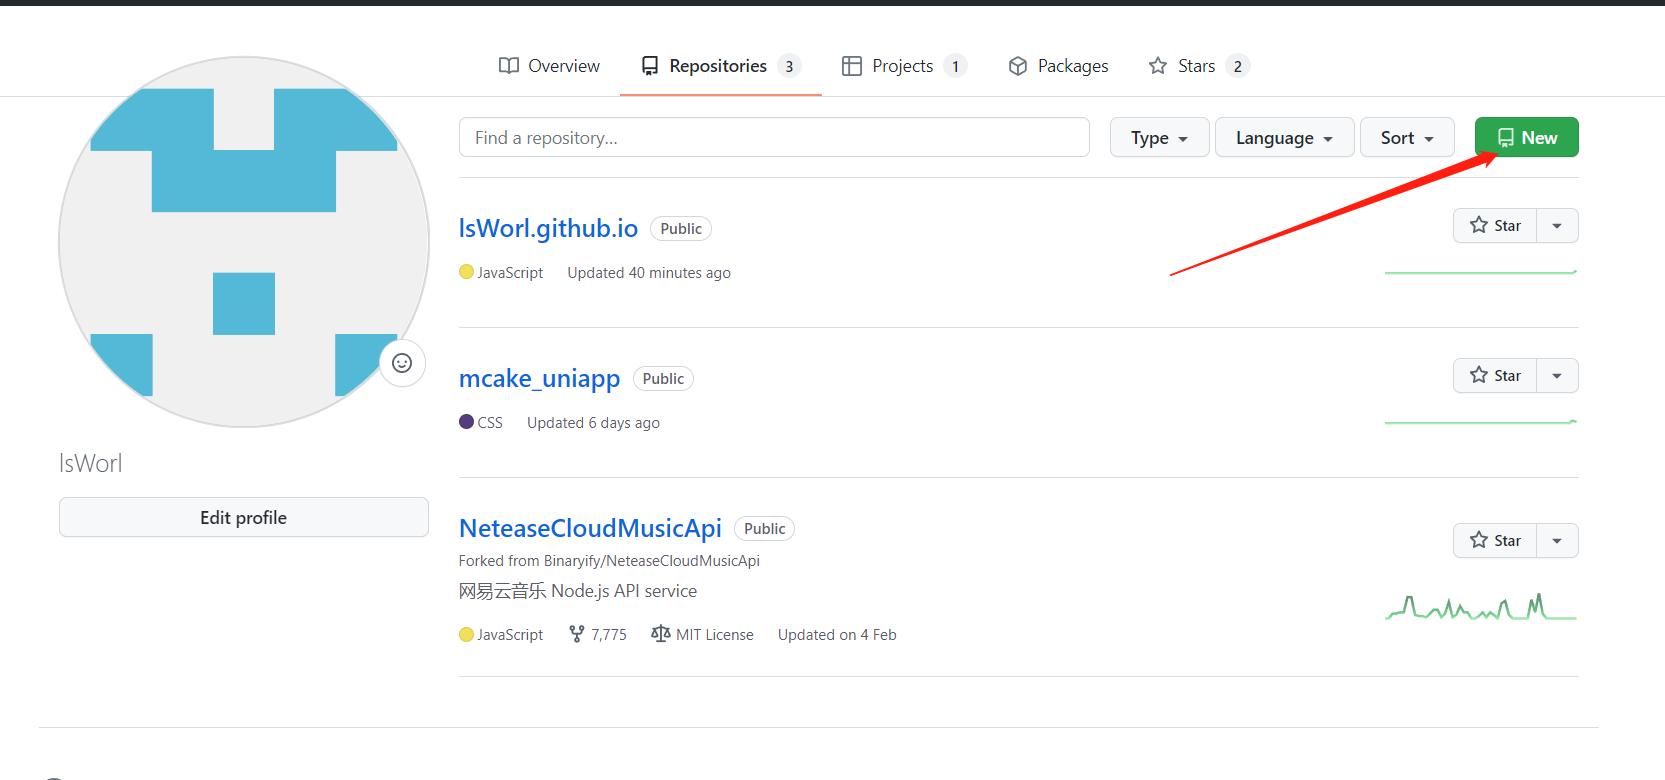 Overview Repositories 3 Projects 1 Packages Stars 2
Find a repository... Type Language Sort New
lsWorl.github.io Public Star
JavaScript Updated 40 minutes ago
mcake_uniapp Public Star
CSS Updated 6 days ago
lsWorl
Edit profile
NeteaseCloudMusicApi Public Star
Forked from Binaryify/NeteaseCloudMusicApi
网易云音乐 Node.js API service
JavaScript 7,775 MIT License Updated on 4 Feb